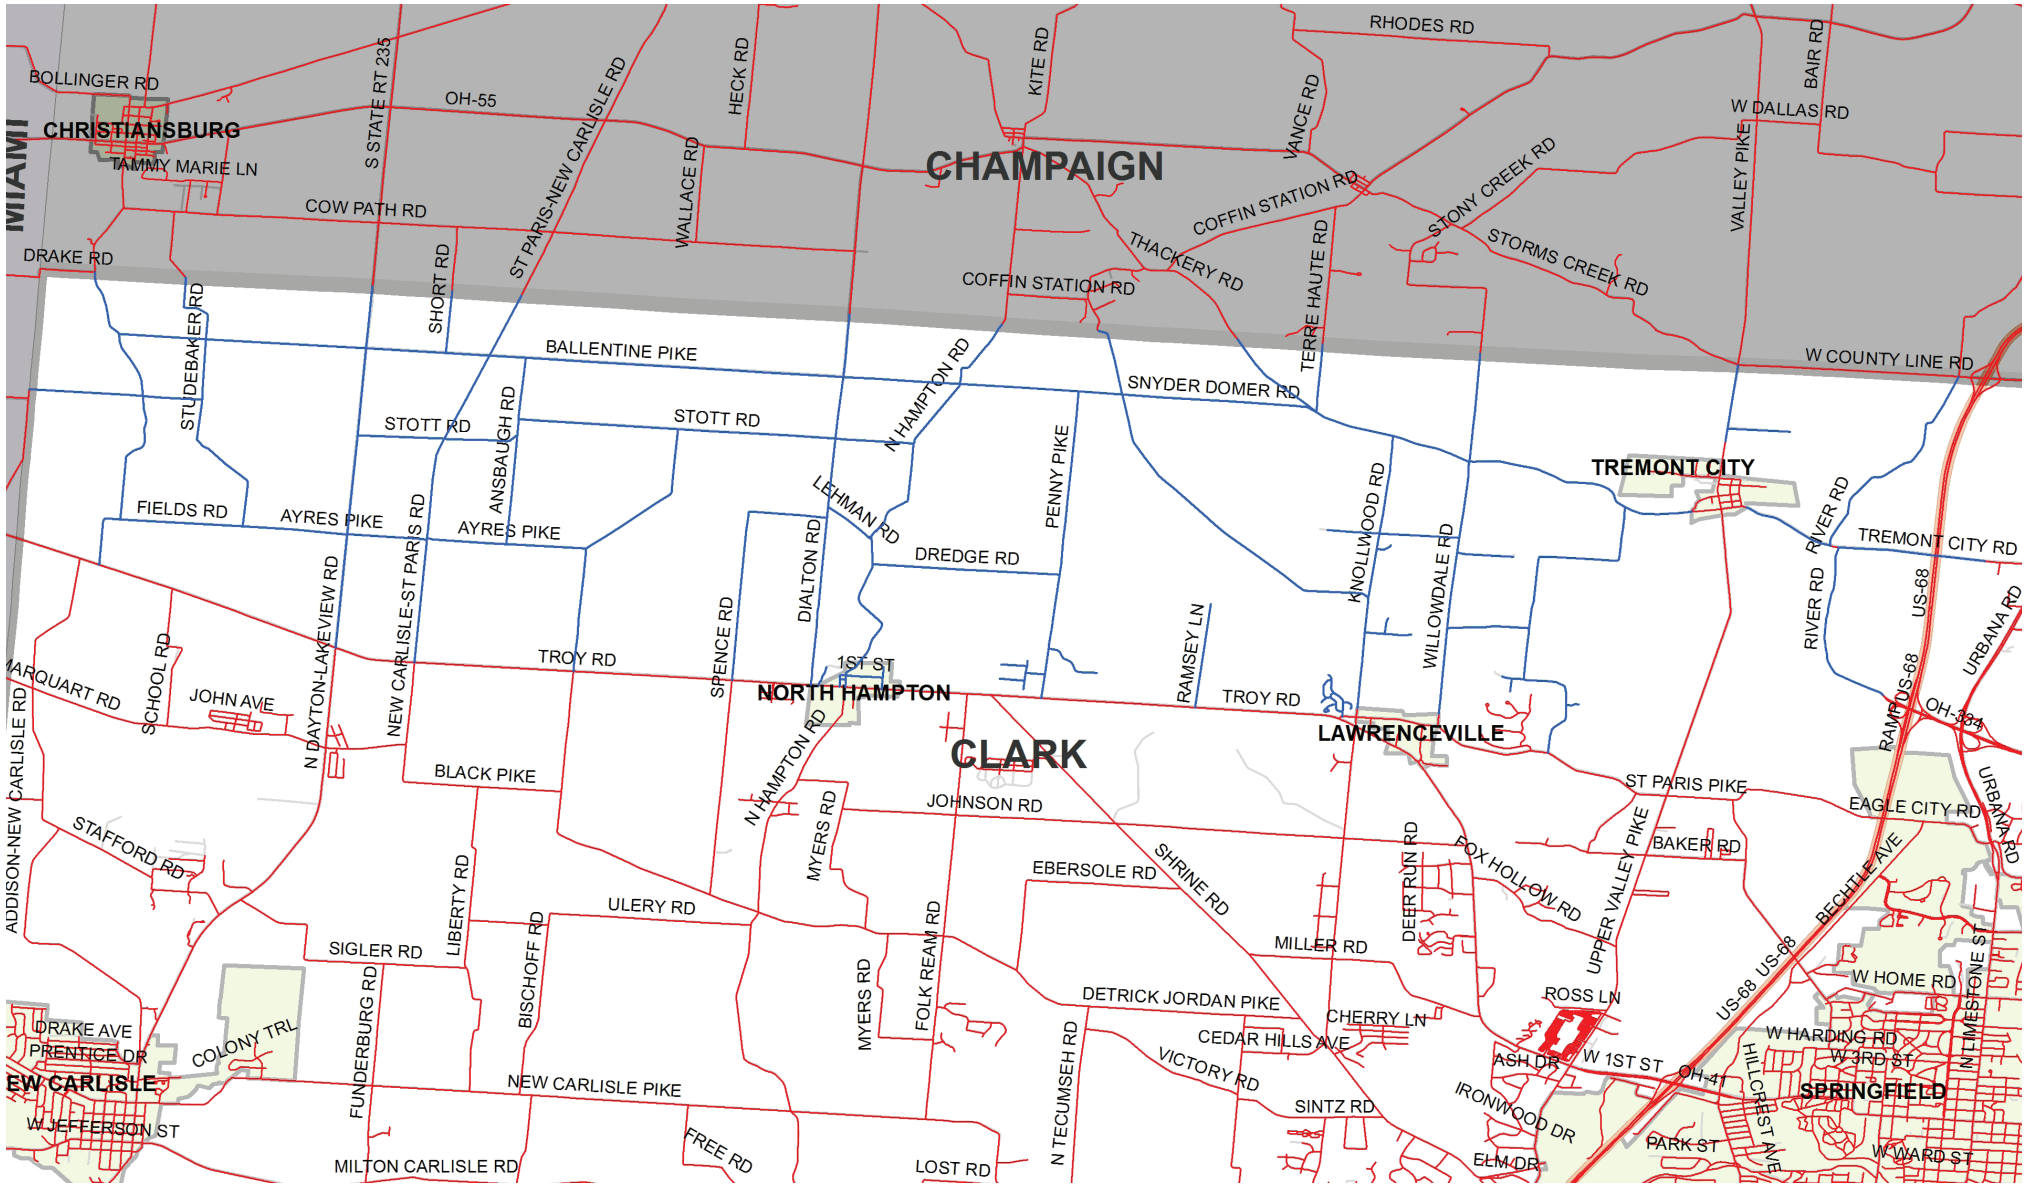 RHODES RD
BOLLINGER RD
S STATE RT 235
OH-55
ST PARIS-NEW CARLISLE RD
HECK RD
KITE RD
VANCE RD
BAIR RD
W DALLAS RD
CHRISTIANSBURG
MIAMI
TAMMY MARIE LN
CHAMPAIGN
WALLACE RD
COFFIN STATION RD
STONY CREEK RD
VALLEY PIKE
COW PATH RD
DRAKE RD
SHORT RD
THACKERY RD
STORMS CREEK RD
COFFIN STATION RD
TERRE HAUTE RD
STUDEBAKER RD
BALLENTINE PIKE
N HAMPTON RD
SNYDER DOMER RD
W COUNTY LINE RD
STOTT RD
ANSBAUGH RD
STOTT RD
PENNY PIKE
TREMONT CITY
KNOLLWOOD RD
LEHMAN RD
FIELDS RD
AYRES PIKE
AYRES PIKE
NEW CARLISLE-ST PARIS RD
DIALTON RD
DREDGE RD
WILLOWDALE RD
RIVER RD
TREMONT CITY RD
N DAYTON-LAKEVIEW RD
SPENCE RD
RAMSEY LN
RIVER RD
US-68
URBANA RD
SCHOOL RD
TROY RD
1ST ST
NORTH HAMPTON
TROY RD
MARQUART RD
JOHN AVE
LAWRENCEVILLE
RAMP
US-68
OH-334
ADDISON-NEW CARLISLE RD
CLARK
BLACK PIKE
N HAMPTON RD
MYERS RD
JOHNSON RD
ST PARIS PIKE
EAGLE CITY RD
URBANA RD
STAFFORD RD
LIBERTY RD
EBERSOLE RD
SHRINE RD
DEER RUN RD
FOX HOLLOW RD
UPPER VALLEY PIKE
BAKER RD
BECHTLE AVE
ULERY RD
SIGLER RD
BISCHOFF RD
MYERS RD
FOLK REAM RD
MILLER RD
US-68
US-68
W HOME RD
N LIMESTONE ST
FUNDERBURG RD
DETRICK JORDAN PIKE
ROSS LN
DRAKE AVE
PRENTICE DR
COLONY TRL
CHERRY LN
CEDAR HILLS AVE
W HARDING RD
W 3RD ST
EW CARLISLE
NEW CARLISLE PIKE
N TECUMSEH RD
VICTORY RD
ASH DR
W 1ST ST
OH-41
HILLCREST AVE
SPRINGFIELD
W JEFFERSON ST
SINTZ RD
IRONWOOD DR
MILTON CARLISLE RD
FREE RD
LOST RD
ELM DR
PARK ST
W WARD ST